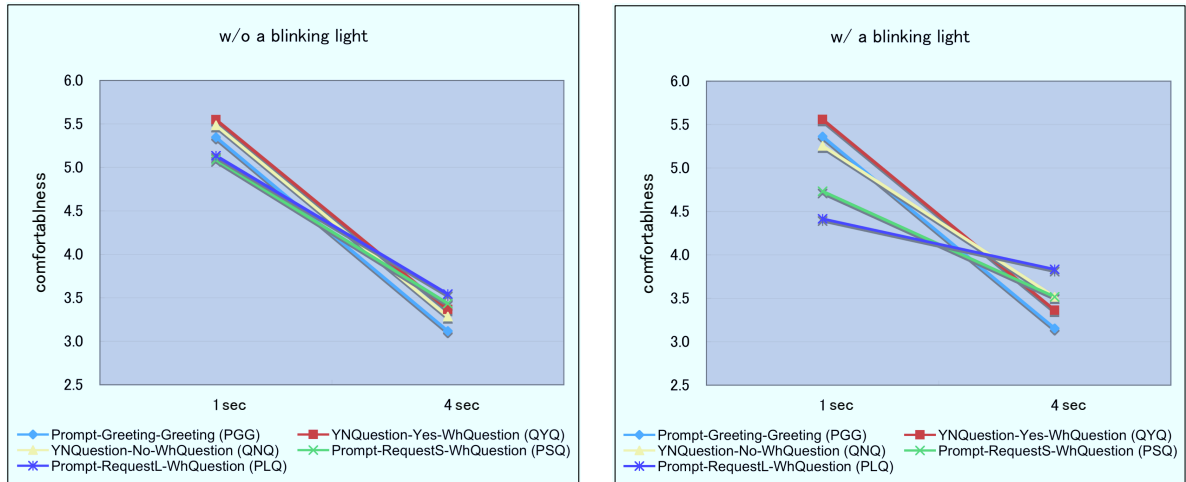 w/o a blinking light
6.0
5.5
5.0
4.5
4.0
3.5
3.0
2.5
comfortablness
1 sec 4 sec
Prompt-Greeting-Greeting (PGG) YNQuestion-Yes-WhQuestion (QYQ)
YNQuestion-No-WhQuestion (QNQ) Prompt-RequestS-WhQuestion (PSQ)
Prompt-RequestL-WhQuestion (PLQ)
w/ a blinking light
6.0
5.5
5.0
4.5
4.0
3.5
3.0
2.5
comfortablness
1 sec 4 sec
Prompt-Greeting-Greeting (PGG) YNQuestion-Yes-WhQuestion (QYQ)
YNQuestion-No-WhQuestion (QNQ) Prompt-RequestS-WhQuestion (PSQ)
Prompt-RequestL-WhQuestion (PLQ)